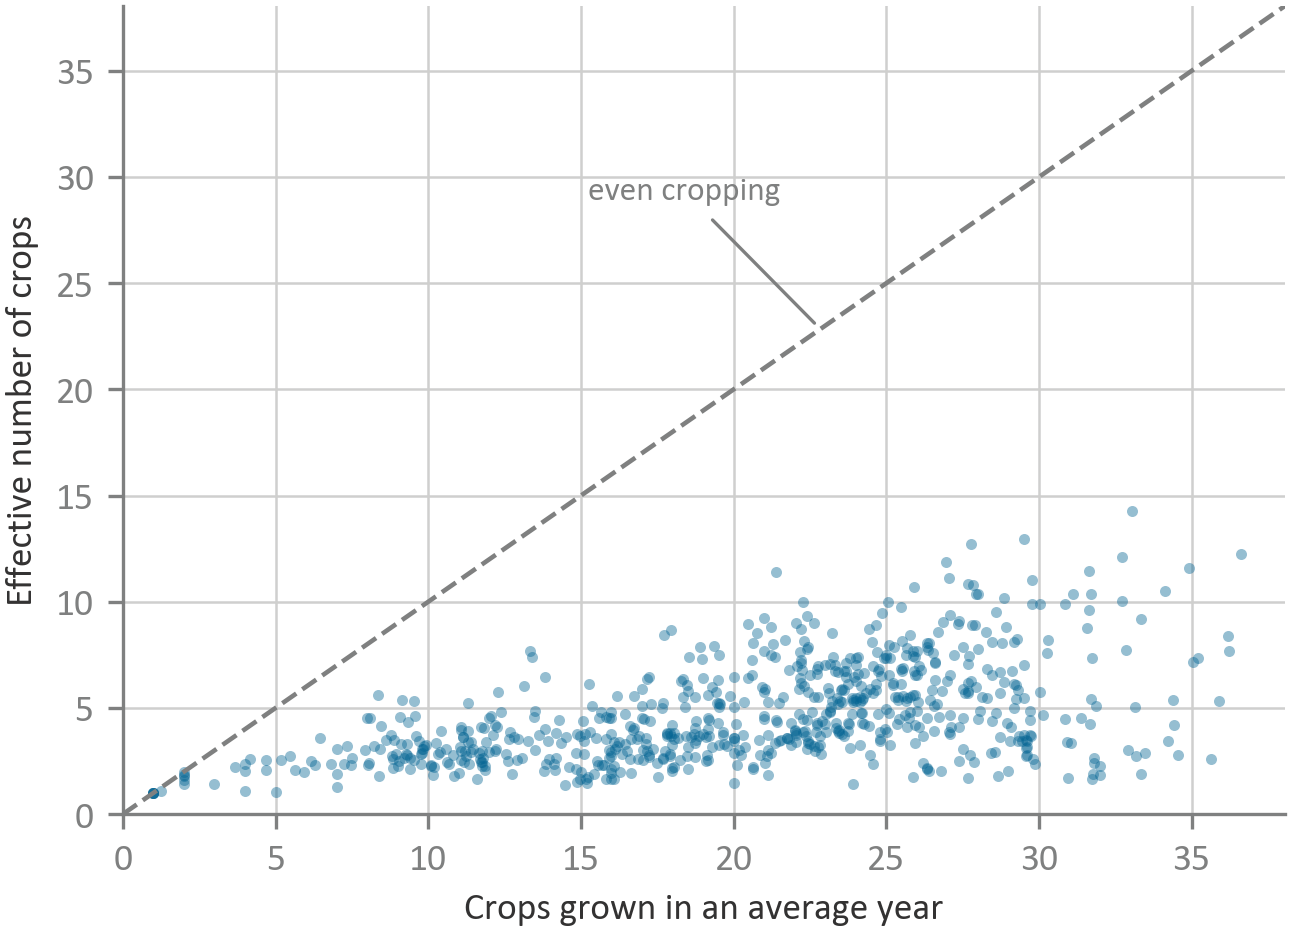 35
30
even cropping
25
20
15
10
5
0
0 5 10 15 20 25 30 35
Effective number of crops
Crops grown in an average year